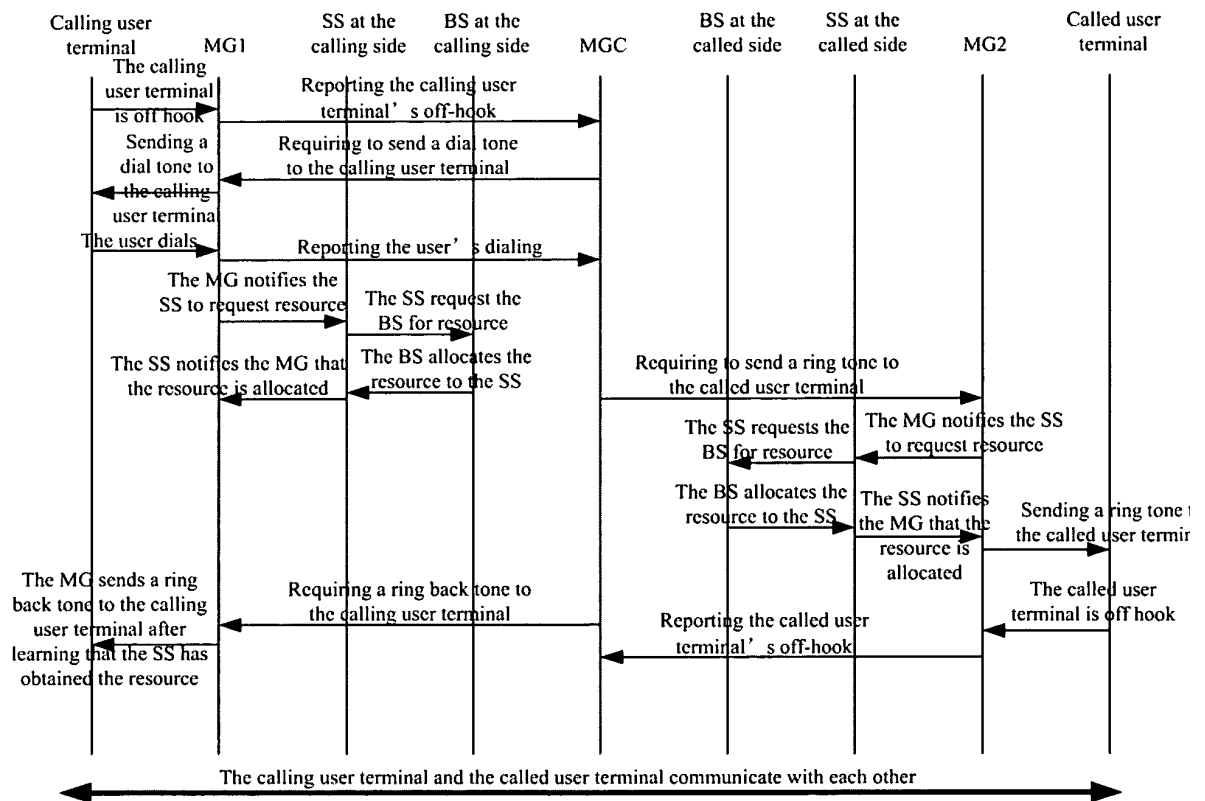 Calling user
terminal
MG1
SS at the
calling side
BS at the
calling side
MGC
BS at the
called side
SS at the
called side
MG2
Called user
terminal
The calling
user terminal
is off hook
Reporting the calling user
terminal's off-hook
Sending a
dial tone to
the calling
user termina
Requiring to send a dial tone
to the calling user terminal
The user dials
Reporting the user's dialing
The MG notifies the
SS to request resource
The SS request the
BS for resource
The SS notifies the MG that
the resource is allocated
The BS allocates the
resource to the SS
Requiring to send a ring tone to
the called user terminal
The SS requests the
BS for resource
The MG notifies the SS
to request resource
The BS allocates the
resource to the SS
The SS notifies
the MG that the
resource is
allocated
Sending a ring tone t
the called user termin
The MG sends a ring
back tone to the calling
user terminal after
learning that the SS has
obtained the resource
Requiring a ring back tone to
the calling user terminal
The called user
terminal is off hook
Reporting the called user
terminal's off-hook
The calling user terminal and the called user terminal communicate with each other